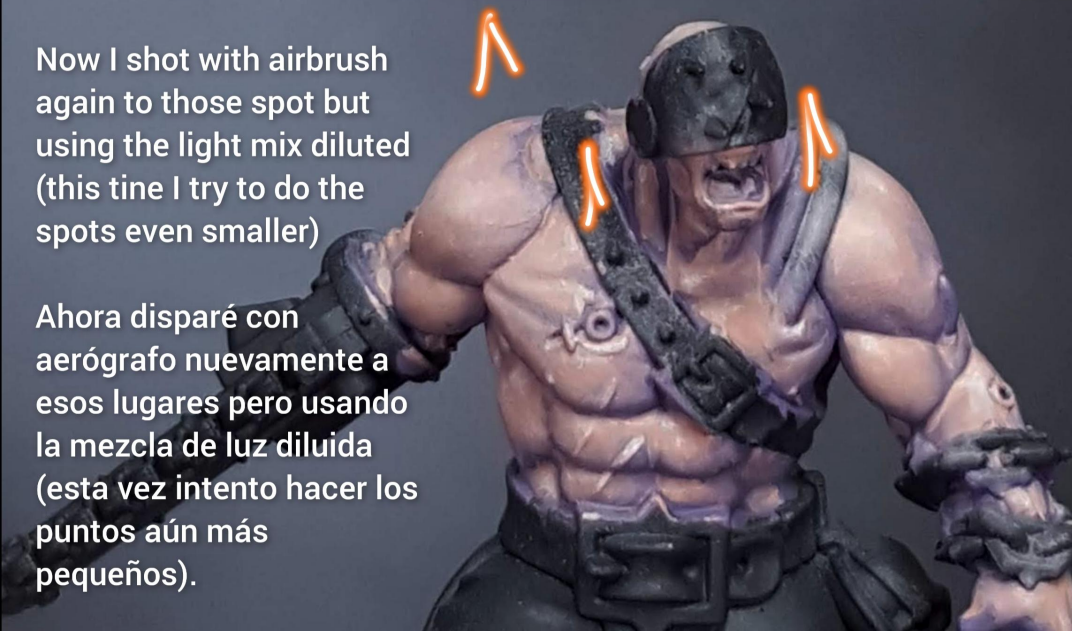 Now I shot with airbrush
again to those spot but
using the light mix diluted
(this tine I try to do the
spots even smaller)
Ahora disparé con
aerógrafo nuevamente a
esos lugares pero usando
la mezcla de luz diluida
(esta vez intento hacer los
puntos aún más
pequeños).